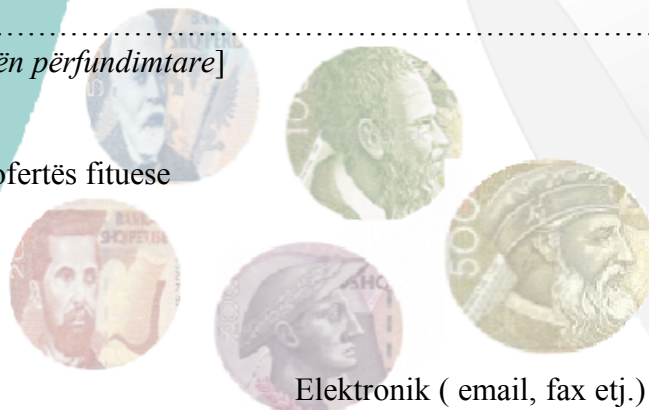 ………………………………………………………………
ën përfundimtare]
ofertës fituese
Elektronik ( email, fax etj.)